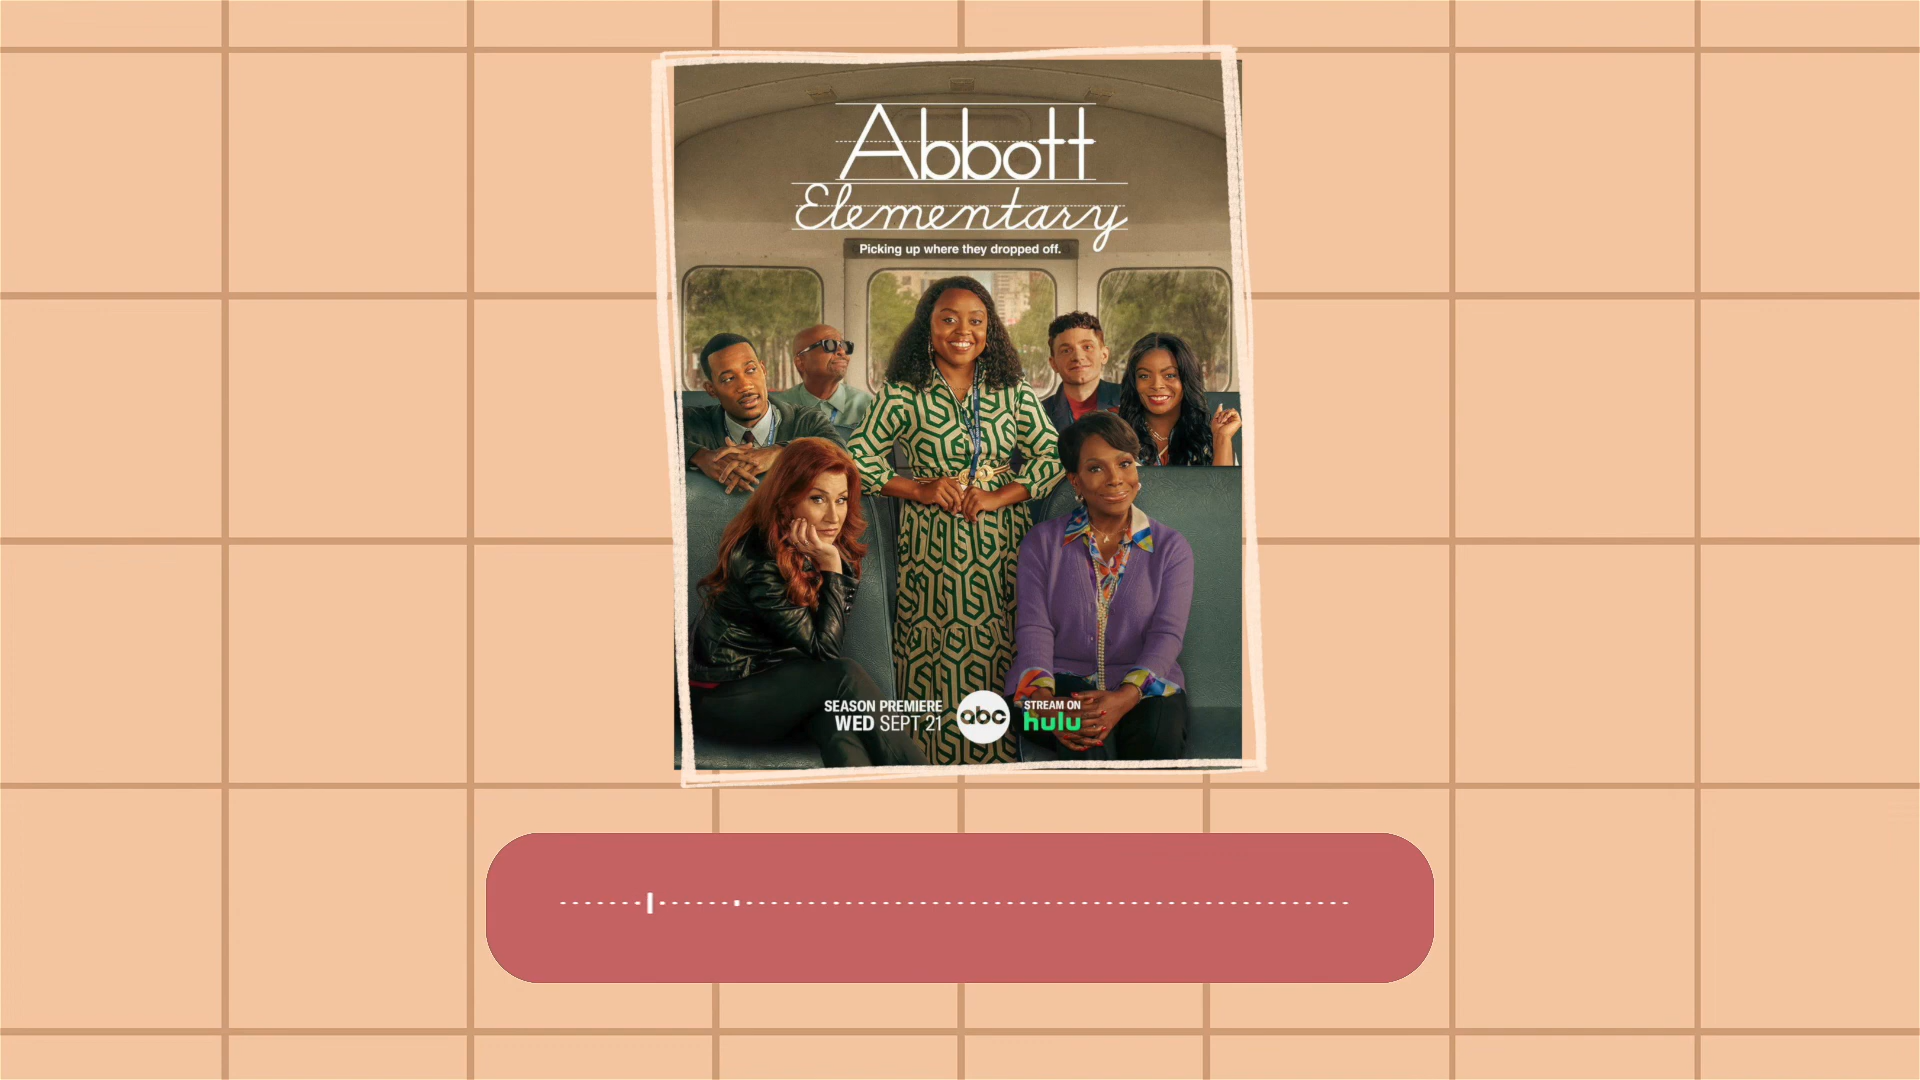 Abbott
Elementary
Picking up where they dropped off.
SEASON PREMIERE
WED SEPT 21
abc
STREAM ON
hulu